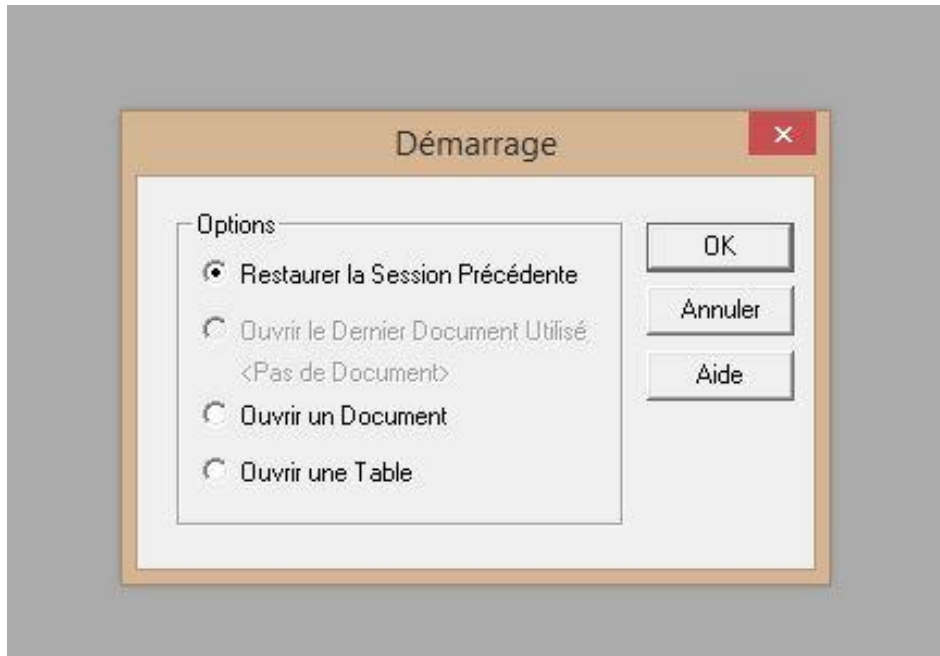 Démarrage
Options
Restaurer la Session Précédente
Ouvrir le Dernier Document Utilisé
<Pas de Document>
Ouvrir un Document
Ouvrir une Table
OK
Annuler
Aide